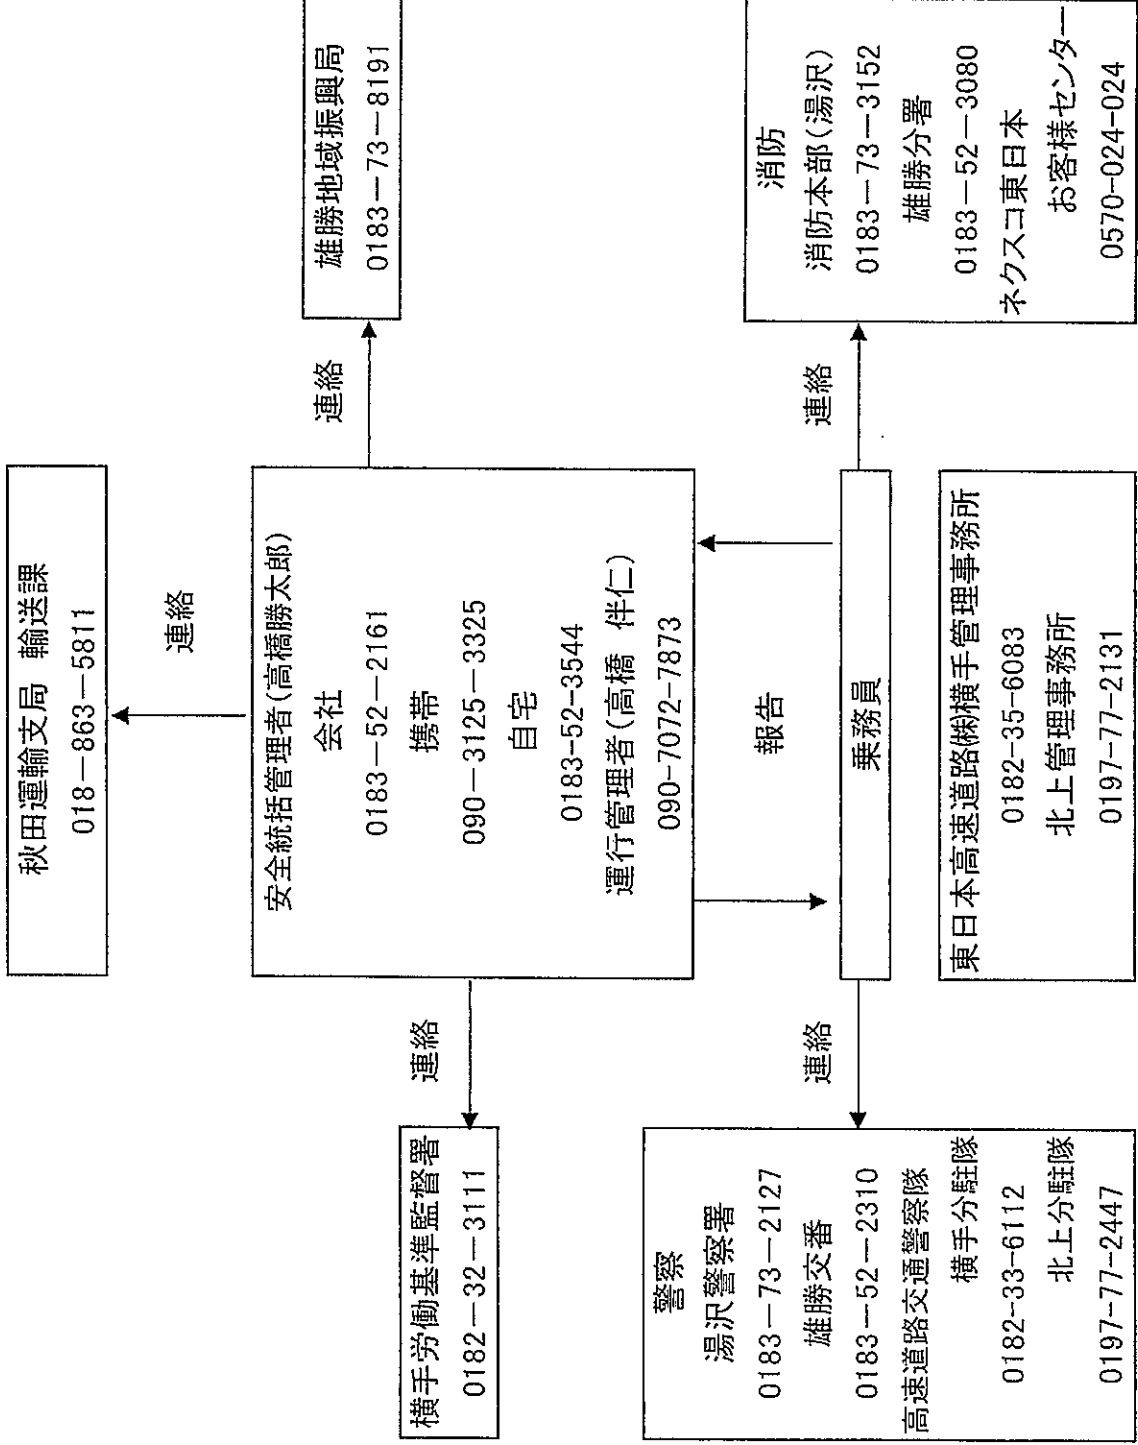 秋田運輸支局　輸送課
018－863－5811
連絡
横手労働基準監督署
0182－32－3111
連絡
安全統括管理者(高橋勝太郎)
会社
0183－52－2161
携帯
090－3125－3325
自宅
0183-52-3544
運行管理者(高橋　伴仁)
090-7072-7873
連絡
雄勝地域振興局
0183－73－8191
報告
警察
湯沢警察署
0183－73－2127
雄勝交番
0183－52－2310
高速道路交通警察隊
横手分駐隊
0182-33-6112
北上分駐隊
0197-77-2447
連絡
乗務員
連絡
消防
消防本部(湯沢)
0183－73－3152
雄勝分署
0183－52－3080
ネクスコ東日本
お客様センター
0570-024-024
東日本高速道路㈱横手管理事務所
0182-35-6083
北上管理事務所
0197-77-2131